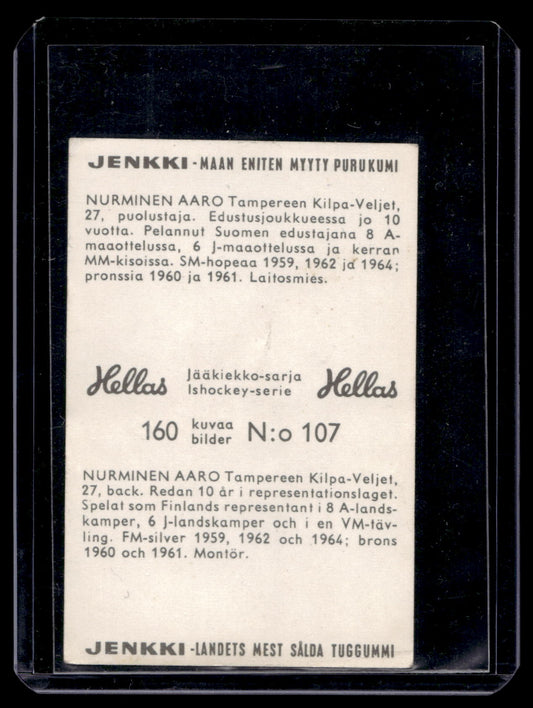 JENKKI - MAAN ENITEN MYYTY PURUKUMI
NURMINEN AARO Tampereen Kilpa-Veljet,
27, puolustaja. Edustusjoukkueessa jo 10
vuotta. Pelannut Suomen edustajana 8 A-
maaottelussa, 6 J-maaottelussa ja kerran
MM-kisoissa. SM-hopeaa 1959, 1962 ja 1964;
pronssia 1960 ja 1961. Laitosmies.
Hellas Jääkiekko-sarja Hellas
Ishockey-serie
160 kuvaa N:o 107
bilder
NURMINEN AARO Tampereen Kilpa-Veljet,
27, back. Redan 10 år i representationslaget.
Spelat som Finlands representant i 8 A-lands-
kamper, 6 J-landskamper och i en VM-täv-
ling. FM-silver 1959, 1962 och 1964; brons
1960 och 1961. Montör.
JENKKI - LANDETS MEST SÅLDA TUGGUMMI